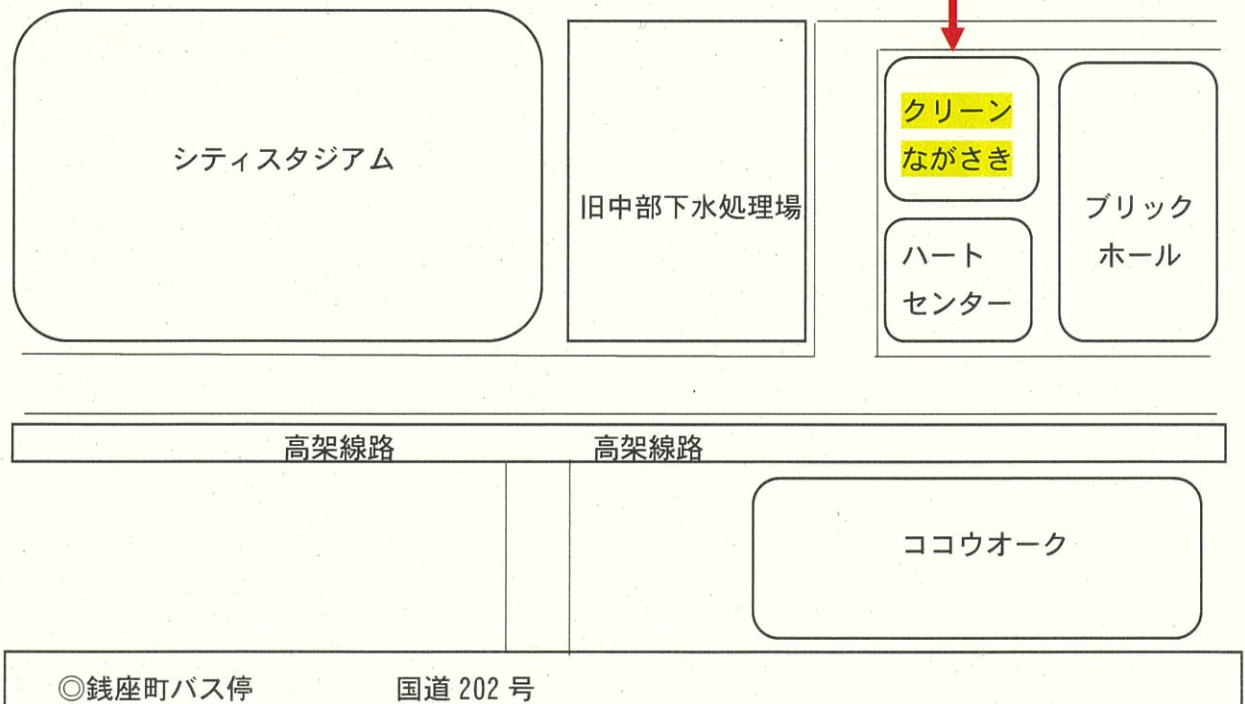 シティスタジアム
旧中部下水処理場
クリーン
ながさき
ハート
センター
ブリック
ホール
高架線路 高架線路
ココウオーク
◎銭座町バス停 国道 202 号